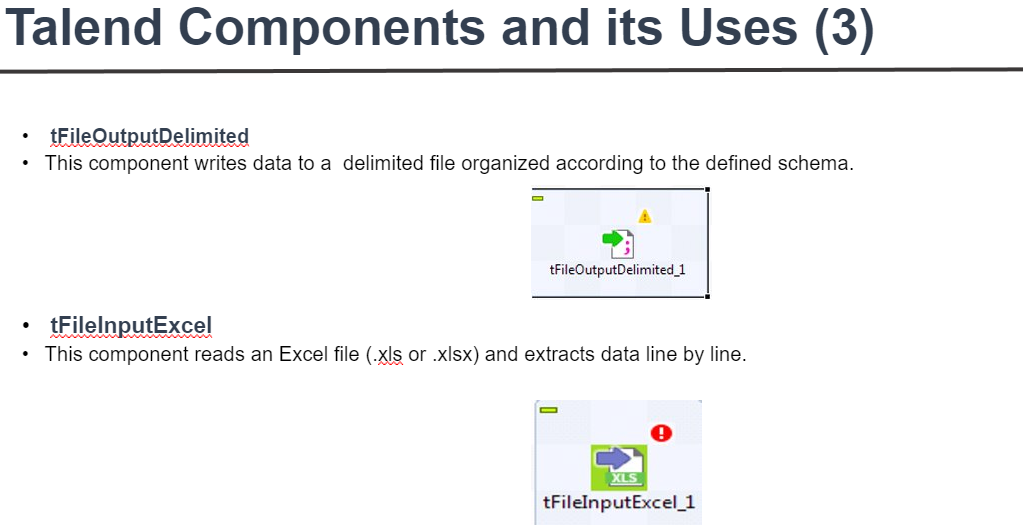 Talend Components and its Uses (3)
• tFileOutputDelimited
• This component writes data to a  delimited file organized according to the defined schema.
tFileOutputDelimited_1
• tFileInputExcel
• This component reads an Excel file (.xls or .xlsx) and extracts data line by line.
XLS
tFileInputExcel_1